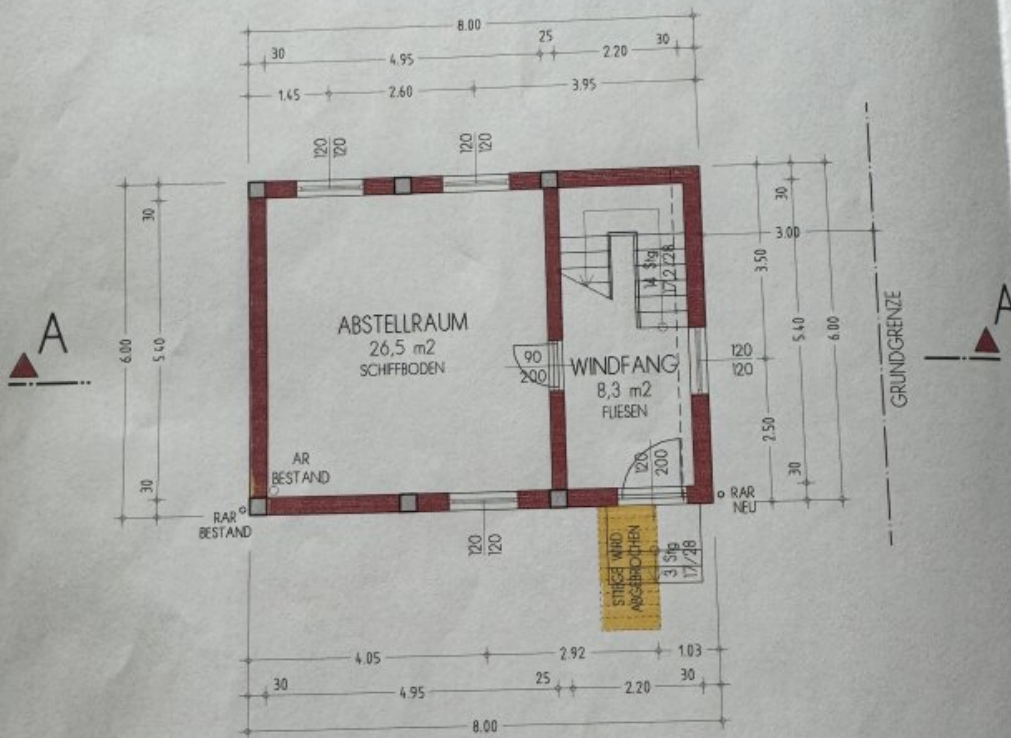 8.00
30 4.95 25 2.20 30
1.45 2.60 3.95
120
120
120
120
A
6.00
5.40
30
30
ABSTELLRAUM
26,5 m2
SCHIFFBODEN
90
200
WINDFANG
8,3 m2
FLIESEN
14 Stg
17,2/28
120
120
3.00
3.50
2.50
30
5.40
30
6.00
GRUNDGRENZE
A
AR
BESTAND
RAR
BESTAND
120
200
RAR
NEU
120
120
STIEGE WIRD
ABGEBROCHEN
3 Stg
17/28
4.05 2.92 1.03
30 4.95 25 2.20 30
8.00